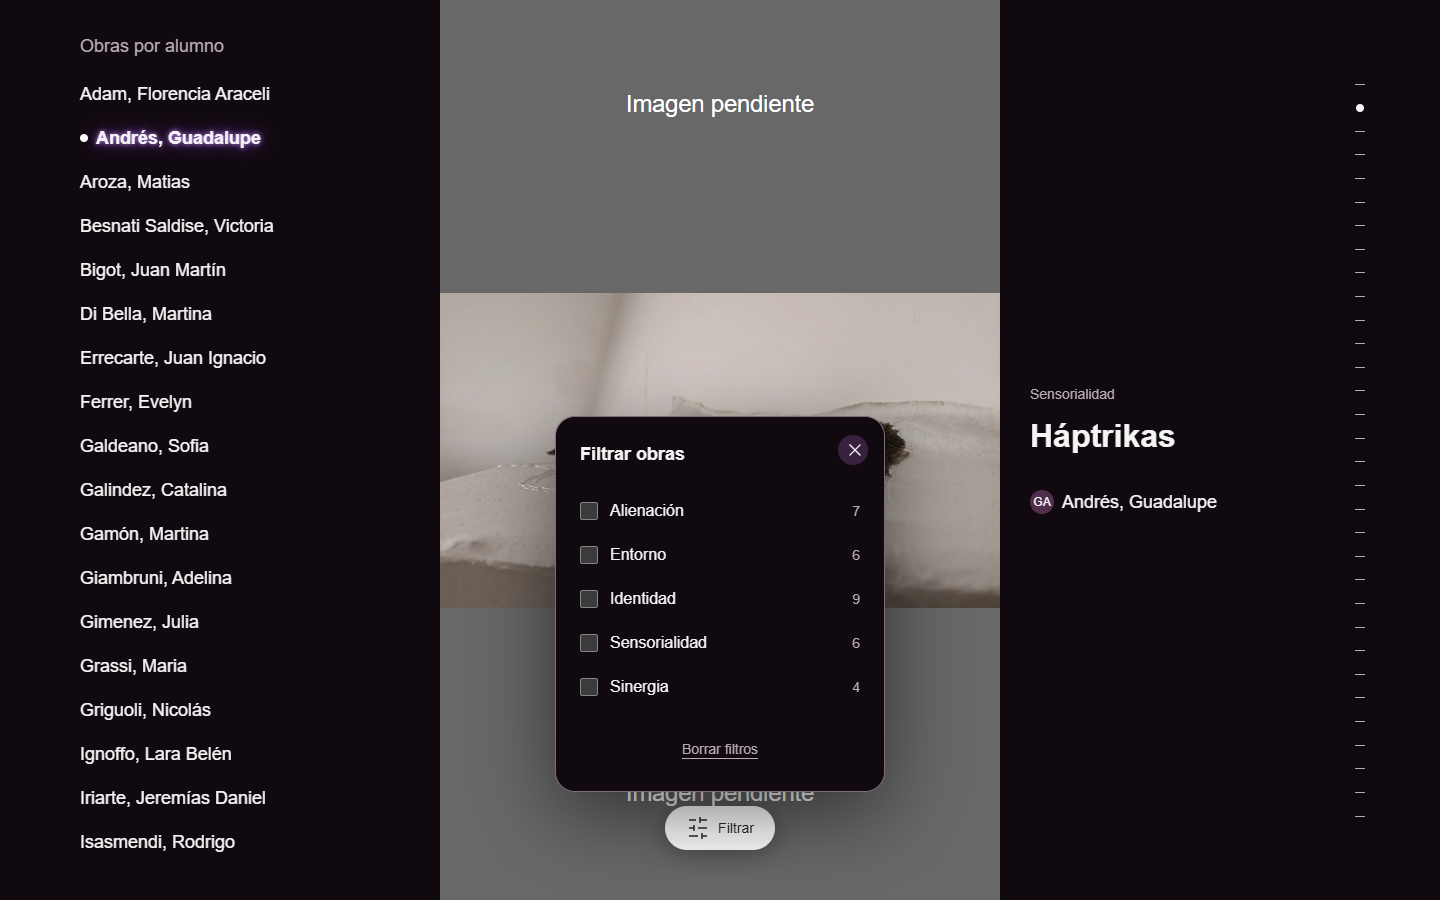 Obras por alumno
Adam, Florencia Araceli
Andrés, Guadalupe
Aroza, Matias
Besnati Saldise, Victoria
Bigot, Juan Martín
Di Bella, Martina
Errecarte, Juan Ignacio
Ferrer, Evelyn
Galdeano, Sofia
Galindez, Catalina
Gamón, Martina
Giambruni, Adelina
Gimenez, Julia
Grassi, Maria
Griguoli, Nicolás
Ignoffo, Lara Belén
Iriarte, Jeremías Daniel
Isasmendi, Rodrigo
Imagen pendiente
Filtrar obras
Alienación 7
Entorno 6
Identidad 9
Sensorialidad 6
Sinergia 4
Borrar filtros
Imagen pendiente
Filtrar
Sensorialidad
Háptrikas
GA Andrés, Guadalupe